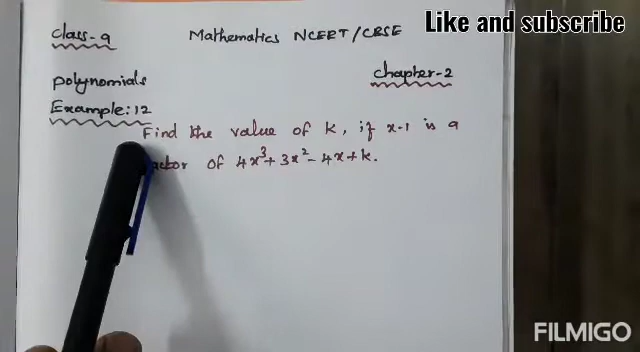 Like and subscribe
Class-9 Mathematics NCERT/CBSE
Polynomials chapter-2
Example:12
Find the value of k, if x-1 is a
factor of 4x³+3x²-4x+k.
FILMIGO